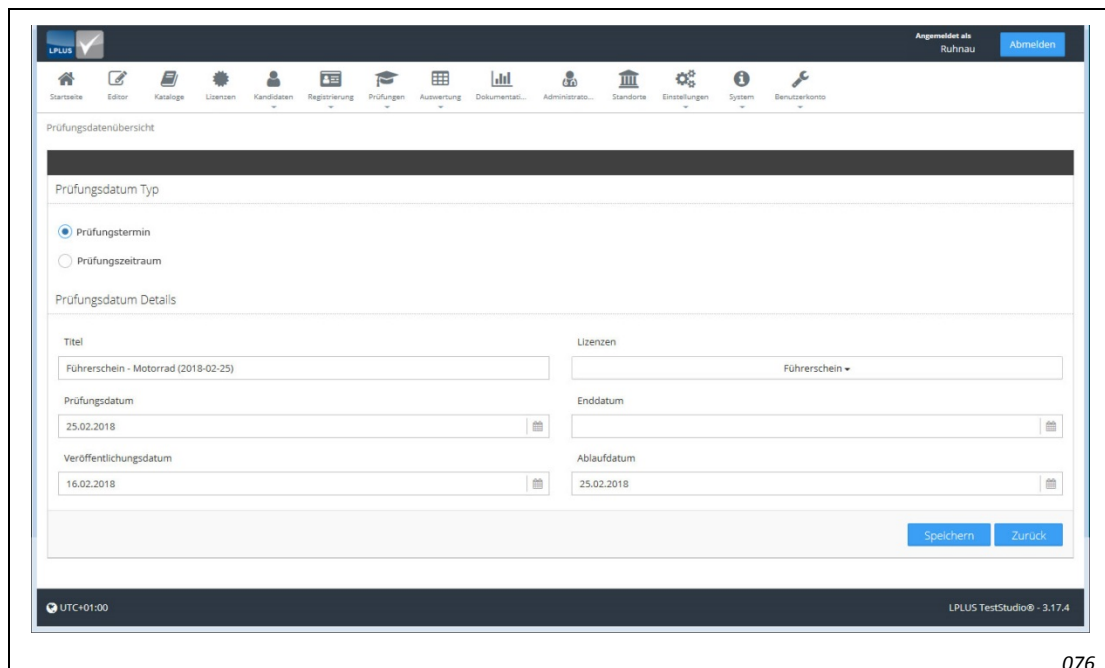 LPLUS
Angemeldet als
Ruhnau
Abmelden
Startseite Editor Kataloge Lizenzen Kandidaten Registrierung Prüfungen Auswertung Dokumentati... Administrato... Standorte Einstellungen System Benutzerkonto
Prüfungsdatenübersicht
Prüfungsdatum Typ
Prüfungstermin
Prüfungszeitraum
Prüfungsdatum Details
Titel Lizenzen
Führerschein - Motorrad (2018-02-25) Führerschein
Prüfungsdatum Enddatum
25.02.2018
Veröffentlichungsdatum Ablaufdatum
16.02.2018 25.02.2018
Speichern Zurück
UTC+01:00 LPLUS TestStudio® - 3.17.4
076